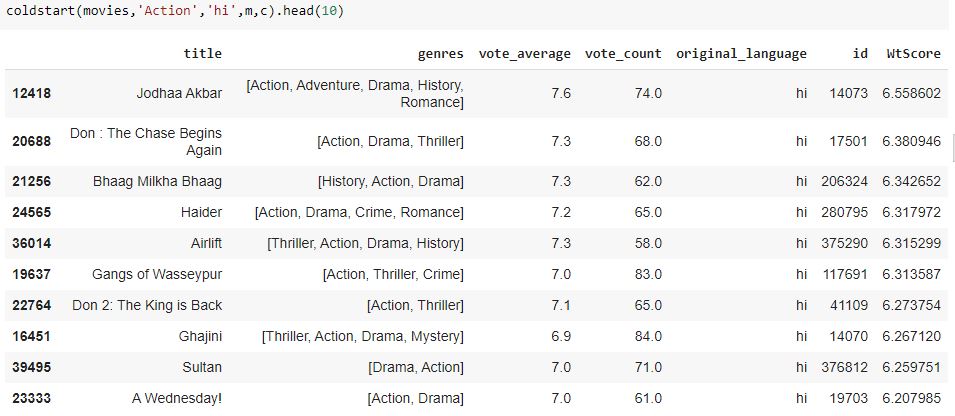 coldstart(movies,'Action','hi',m,c).head(10)
title genres vote_average vote_count original_language id WtScore
12418 Jodhaa Akbar [Action, Adventure, Drama, History, Romance] 7.6 74.0 hi 14073 6.558602
20688 Don : The Chase Begins Again [Action, Drama, Thriller] 7.3 68.0 hi 17501 6.380946
21256 Bhaag Milkha Bhaag [History, Action, Drama] 7.3 62.0 hi 206324 6.342652
24565 Haider [Action, Drama, Crime, Romance] 7.2 65.0 hi 280795 6.317972
36014 Airlift [Thriller, Action, Drama, History] 7.3 58.0 hi 375290 6.315299
19637 Gangs of Wasseypur [Action, Thriller, Crime] 7.0 83.0 hi 117691 6.313587
22764 Don 2: The King is Back [Action, Thriller] 7.1 65.0 hi 41109 6.273754
16451 Ghajini [Thriller, Action, Drama, Mystery] 6.9 84.0 hi 14070 6.267120
39495 Sultan [Drama, Action] 7.0 71.0 hi 376812 6.259751
23333 A Wednesday! [Action, Drama] 7.0 61.0 hi 19703 6.207985